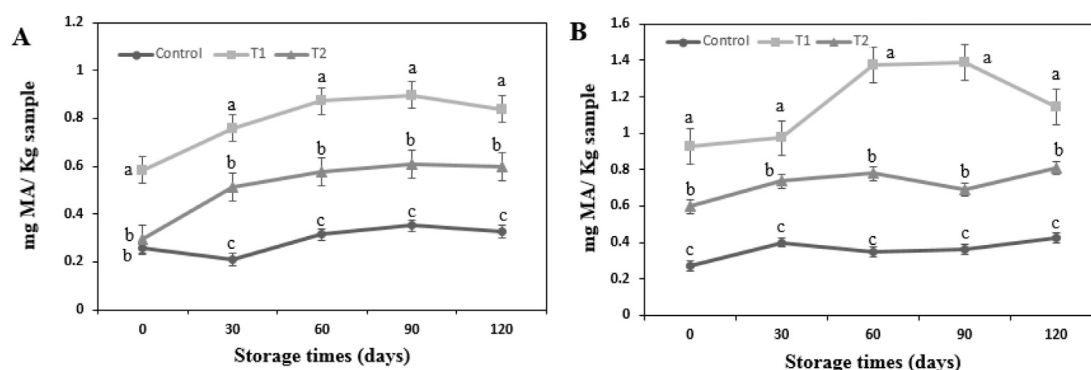 A
mg MA/ Kg sample
1.2
1
0.8
0.6
0.4
0.2
0
Control T1 T2
a a a a a
b b b b b
b c c c c
0 30 60 90 120
Storage times (days)
B
mg MA/ Kg sample
1.6
1.4
1.2
1
0.8
0.6
0.4
0.2
0
Control T1 T2
a a a a a
b b b b b
c c c c c
0 30 60 90 120
Storage times (days)